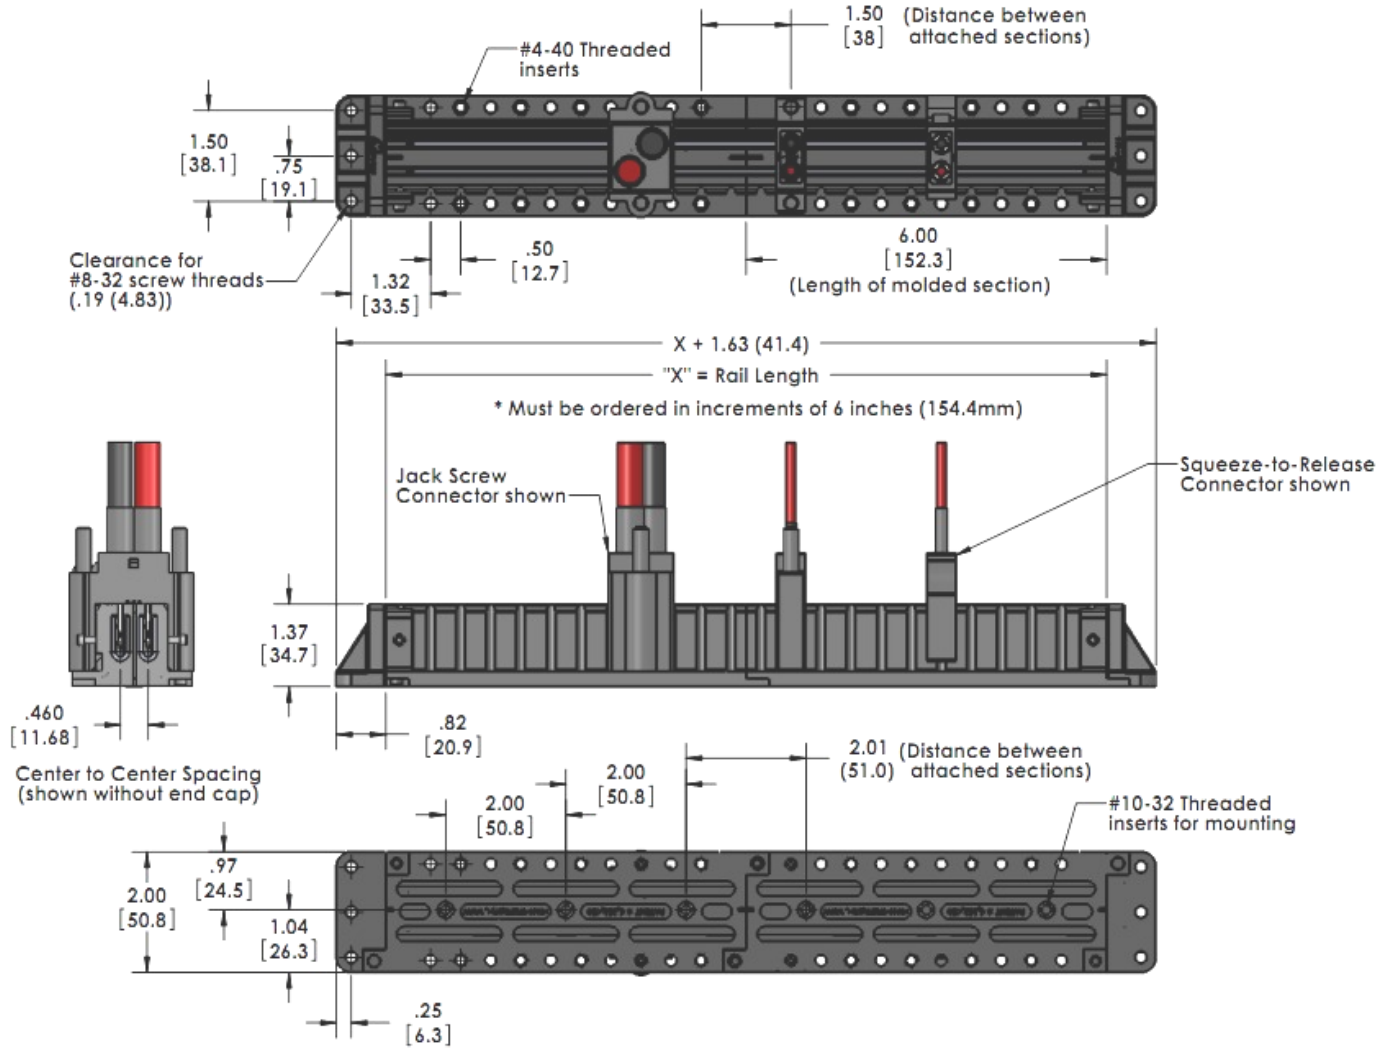 1.50 (Distance between
[38] attached sections)
#4-40 Threaded
inserts
1.50
[38.1]
.75
[19.1]
Clearance for
#8-32 screw threads
(.19 (4.83))
1.32
[33.5]
.50
[12.7]
6.00
[152.3]
(Length of molded section)
X + 1.63 (41.4)
"X" = Rail Length
* Must be ordered in increments of 6 inches (154.4mm)
Jack Screw
Connector shown
Squeeze-to-Release
Connector shown
1.37
[34.7]
.460
[11.68]
Center to Center Spacing
(shown without end cap)
.82
[20.9]
2.00
[50.8]
2.00
[50.8]
2.01 (Distance between
(51.0) attached sections)
#10-32 Threaded
inserts for mounting
.97
[24.5]
2.00
[50.8]
1.04
[26.3]
.25
[6.3]